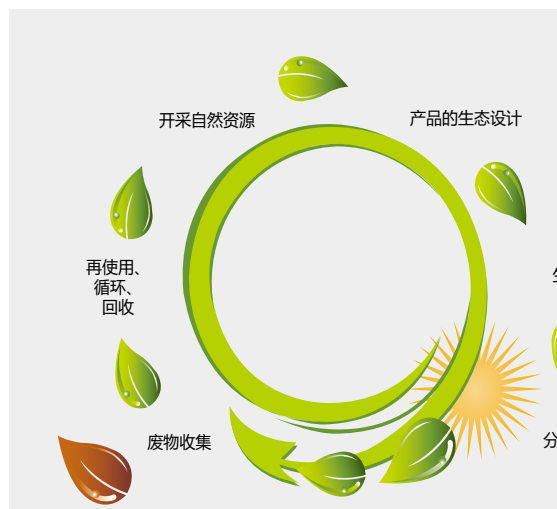 开采自然资源
产品的生态设计
再使用、
循环、
回收
废物收集
分